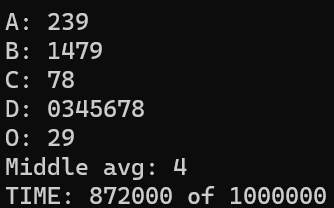 A: 239
B: 1479
C: 78
D: 0345678
O: 29
Middle avg: 4
TIME: 872000 of 1000000